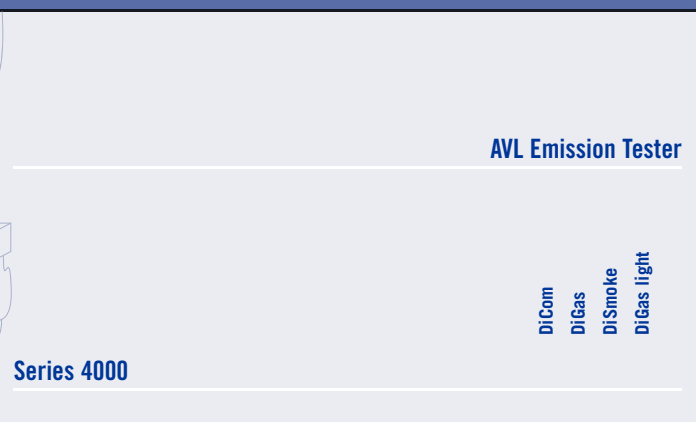 AVL Emission Tester
DiCom
DiGas
DiSmoke
DiGas light
Series 4000